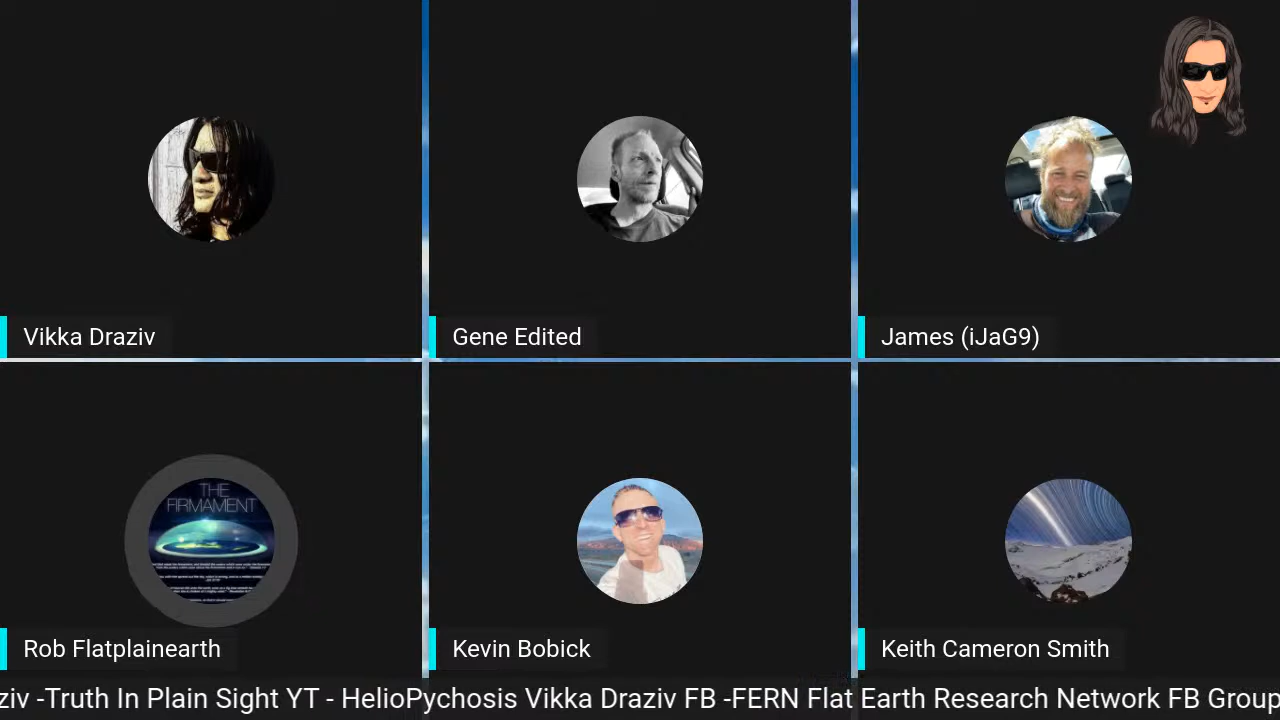 Vikka Draziv
Gene Edited
James (iJaG9)
THE
FIRMAMENT
Rob Flatplainearth
Kevin Bobick
Keith Cameron Smith
ziv -Truth In Plain Sight YT - HelioPychosis Vikka Draziv FB -FERN Flat Earth Research Network FB Group